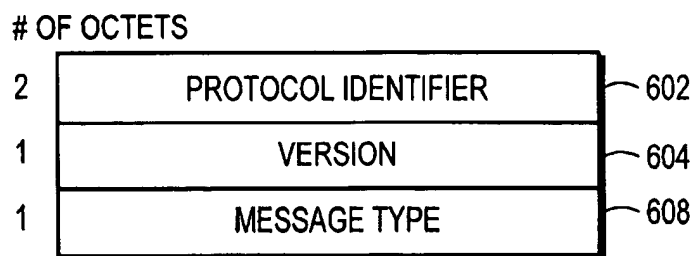 # OF OCTETS
2 PROTOCOL IDENTIFIER 602
1 VERSION 604
1 MESSAGE TYPE 608